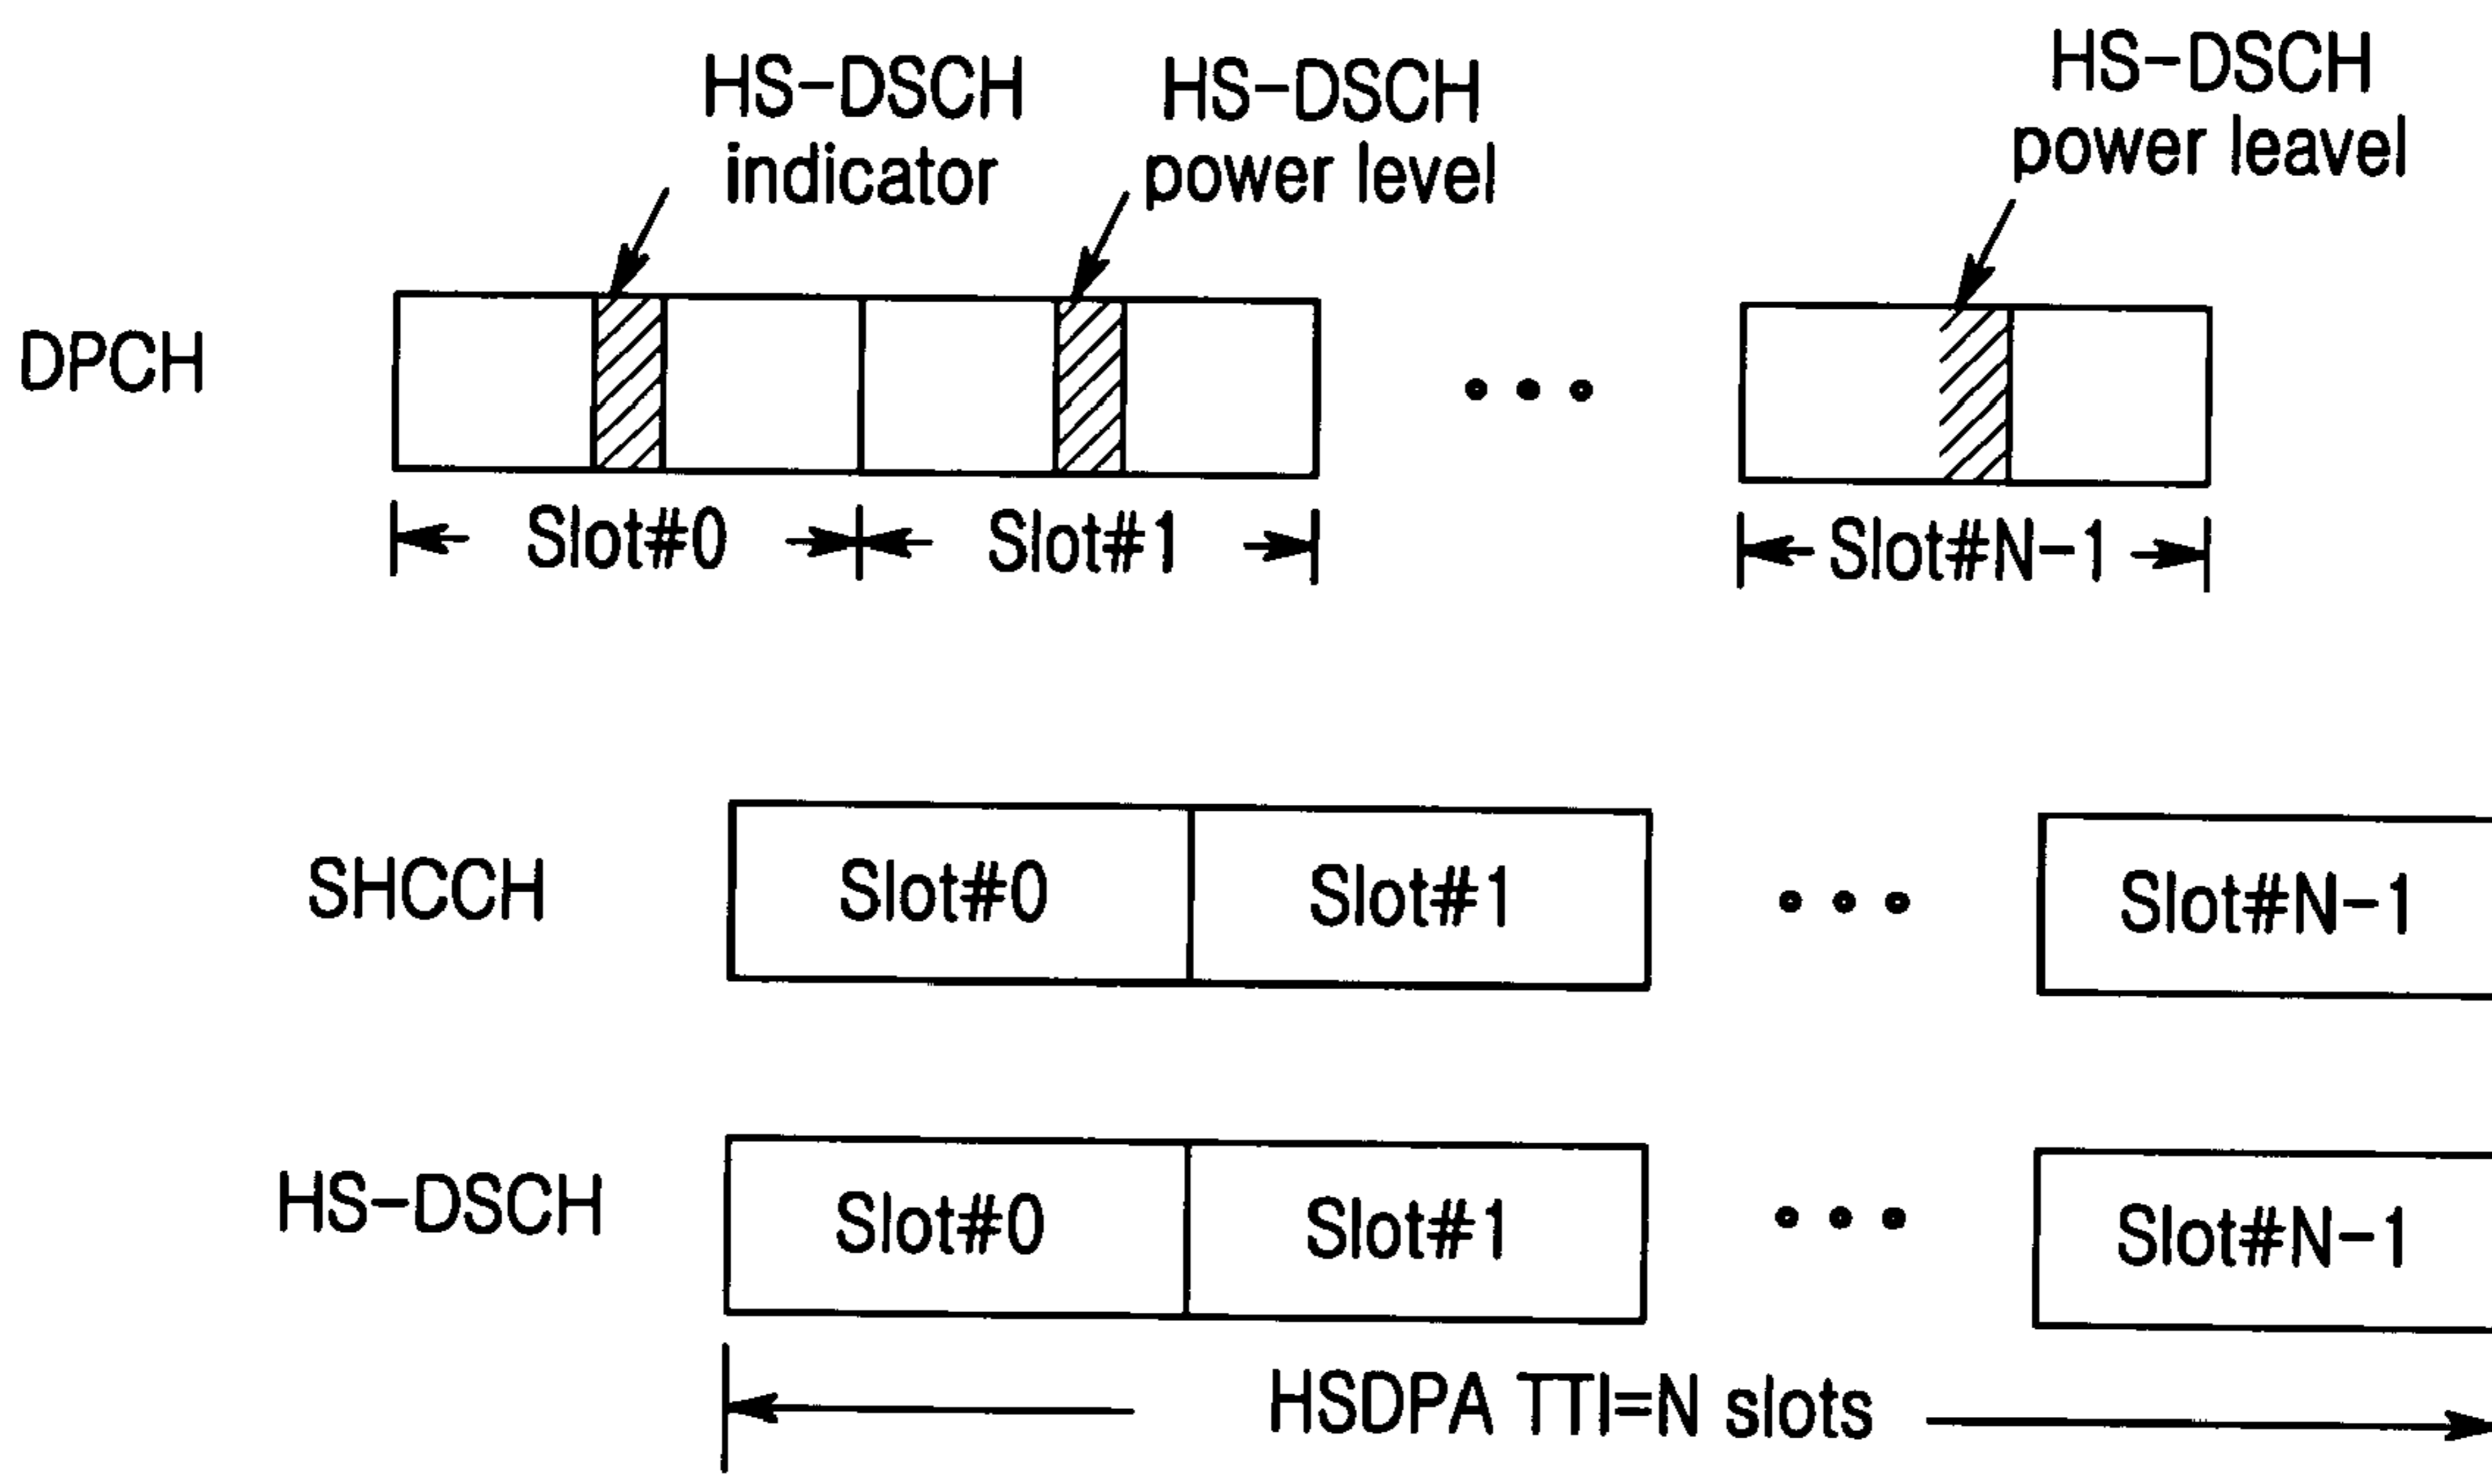 HS-DSCH
indicator
HS-DSCH
power level
HS-DSCH
power leavel
DPCH
Slot#0
Slot#1
Slot#N-1
SHCCH
Slot#0
Slot#1
Slot#N-1
HS-DSCH
Slot#0
Slot#1
Slot#N-1
HSDPA TTI=N slots